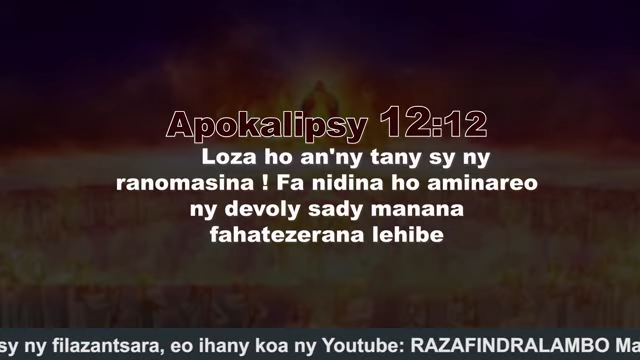 Apokalipsy 12:12
Loza ho an'ny tany sy ny
ranomasina ! Fa nidina ho aminareo
ny devoly sady manana
fahatezerana lehibe
sy ny filazantsara, eo ihany koa ny Youtube: RAZAFINDRALAMBO Ma